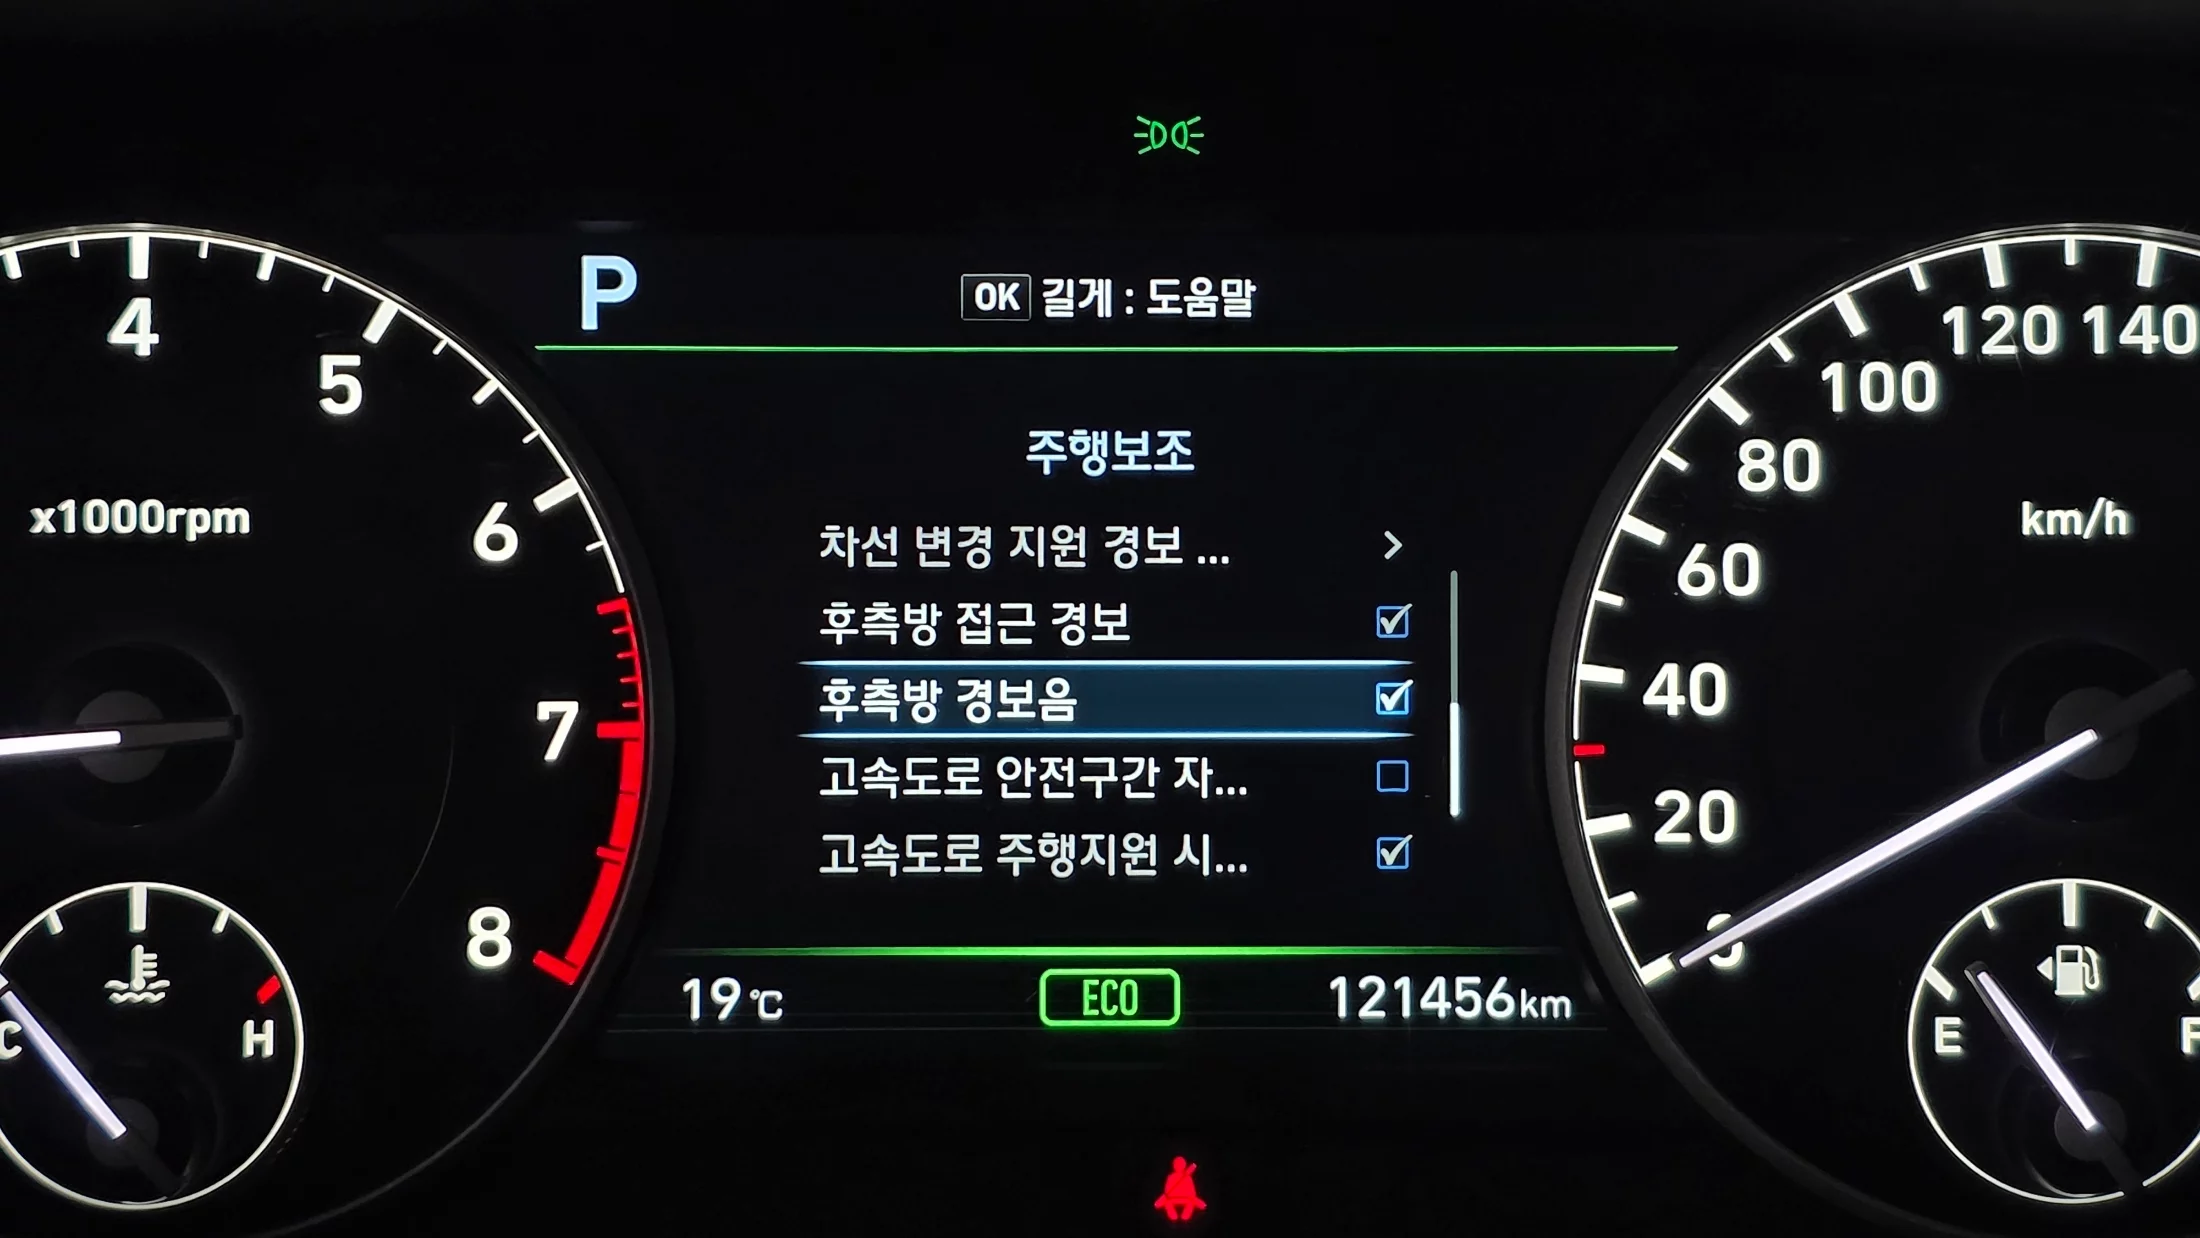 P
OK 길게 : 도움말
4
5
6
7
8
x1000rpm
주행보조
차선 변경 지원 경보 ...
후측방 접근 경보
후측방 경보음
고속도로 안전구간 자...
고속도로 주행지원 시...
120 140
100
80
60
40
20
0
km/h
C
H
19℃
ECO
121456km
E
F